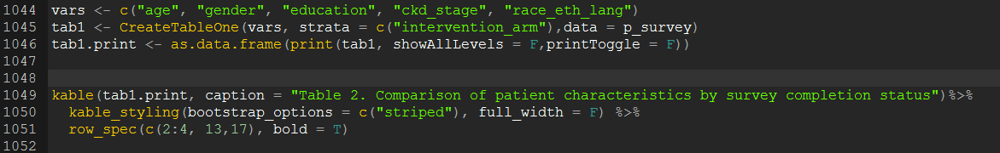 1044 vars <- c("age", "gender", "education", "ckd_stage", "race_eth_lang")
1045 tab1 <- CreateTableOne(vars, strata = c("intervention_arm"),data = p_survey)
1046 tab1.print <- as.data.frame(print(tab1, showAllLevels = F,printToggle = F))
1047
1048
1049 kable(tab1.print, caption = "Table 2. Comparison of patient characteristics by survey completion status")%>%
1050   kable_styling(bootstrap_options = c("striped"), full_width = F) %>%
1051   row_spec(c(2:4, 13,17), bold = T)
1052